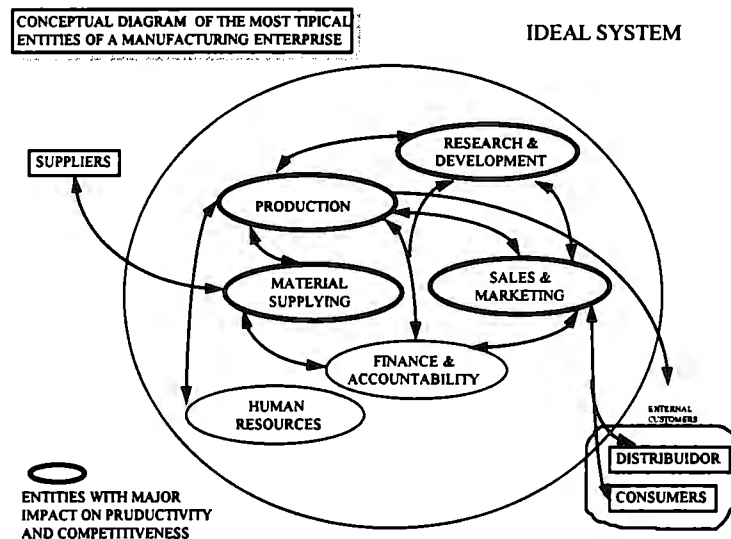 CONCEPTUAL DIAGRAM OF THE MOST TIPICAL
ENTITIES OF A MANUFACTURING ENTERPRISE
IDEAL SYSTEM
SUPPLIERS
RESEARCH &
DEVELOPMENT
PRODUCTION
MATERIAL
SUPPLYING
SALES &
MARKETING
FINANCE &
ACCOUNTABILITY
HUMAN
RESOURCES
EXTERNAL
CUSTOMERS
DISTRIBUIDOR
CONSUMERS
ENTITIES WITH MAJOR
IMPACT ON PRUDUCTIVITY
AND COMPETITIVENESS